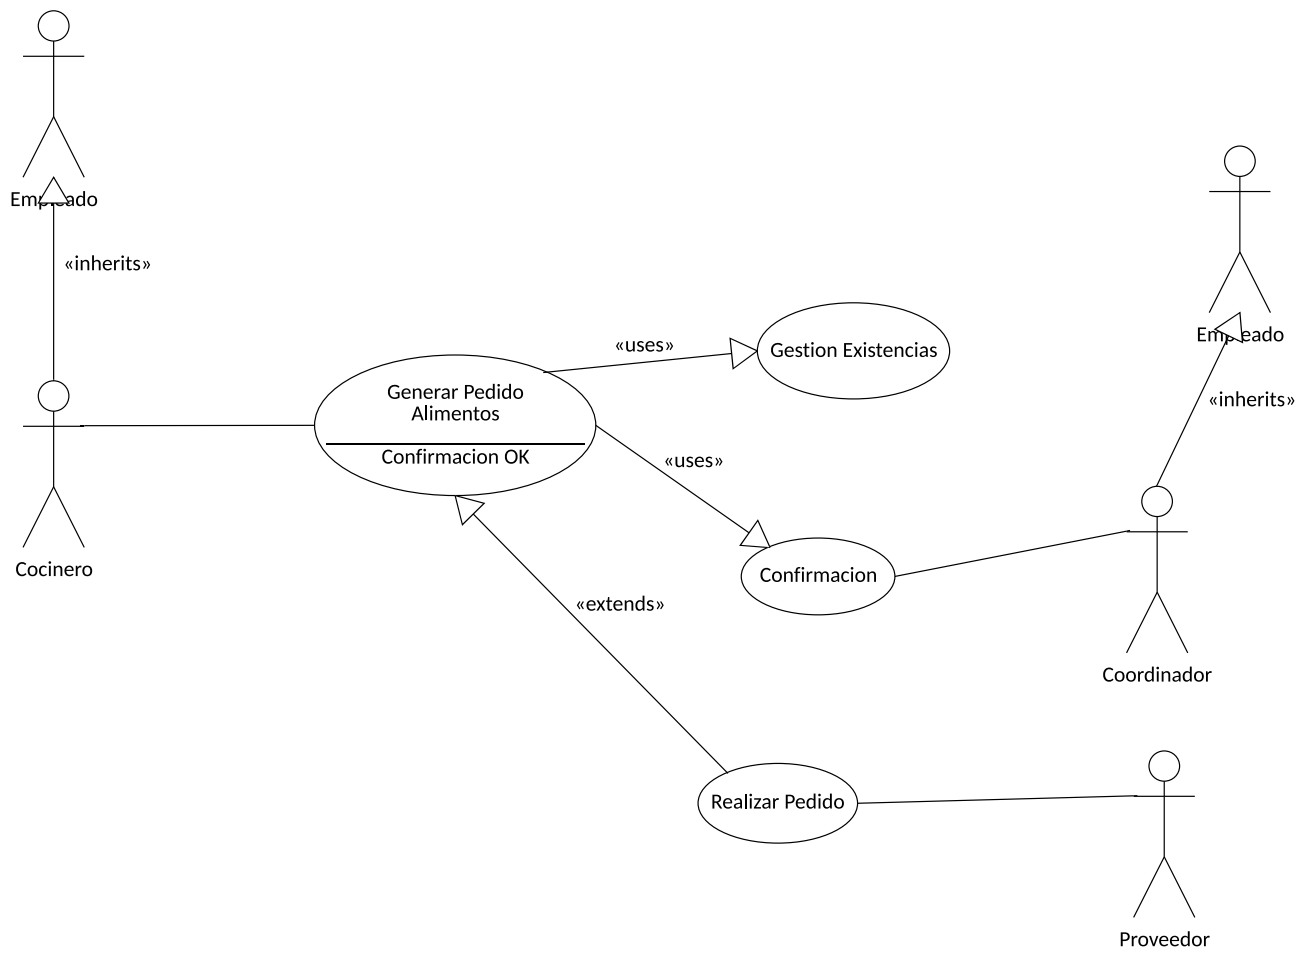 Empleado
«inherits»
Empleado
«uses»
Gestion Existencias
Generar Pedido
Alimentos
Confirmacion OK
«inherits»
«uses»
Cocinero
Confirmacion
«extends»
Coordinador
Realizar Pedido
Proveedor